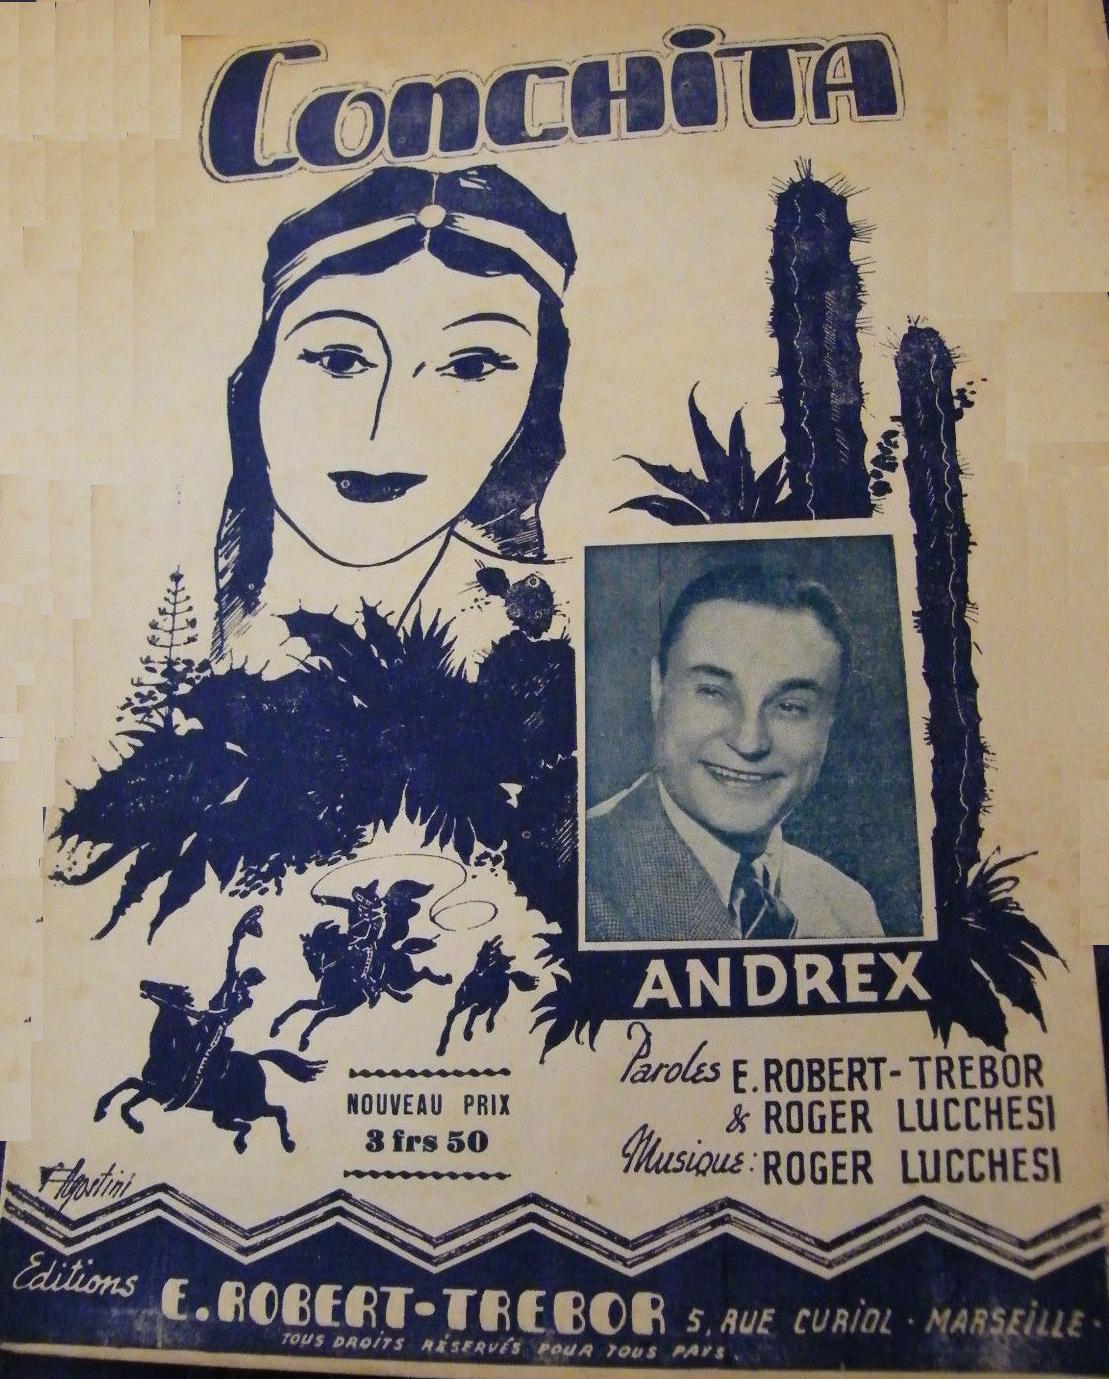 CONCHITA
ANDREX
Paroles E. ROBERT-TREBOR
& ROGER LUCCHESI
Musique: ROGER LUCCHESI
NOUVEAU PRIX
3 frs 50
F Agostini
Editions E. ROBERT-TREBOR 5, RUE CURIOL · MARSEILLE ·
TOUS DROITS RÉSERVÉS POUR TOUS PAYS.